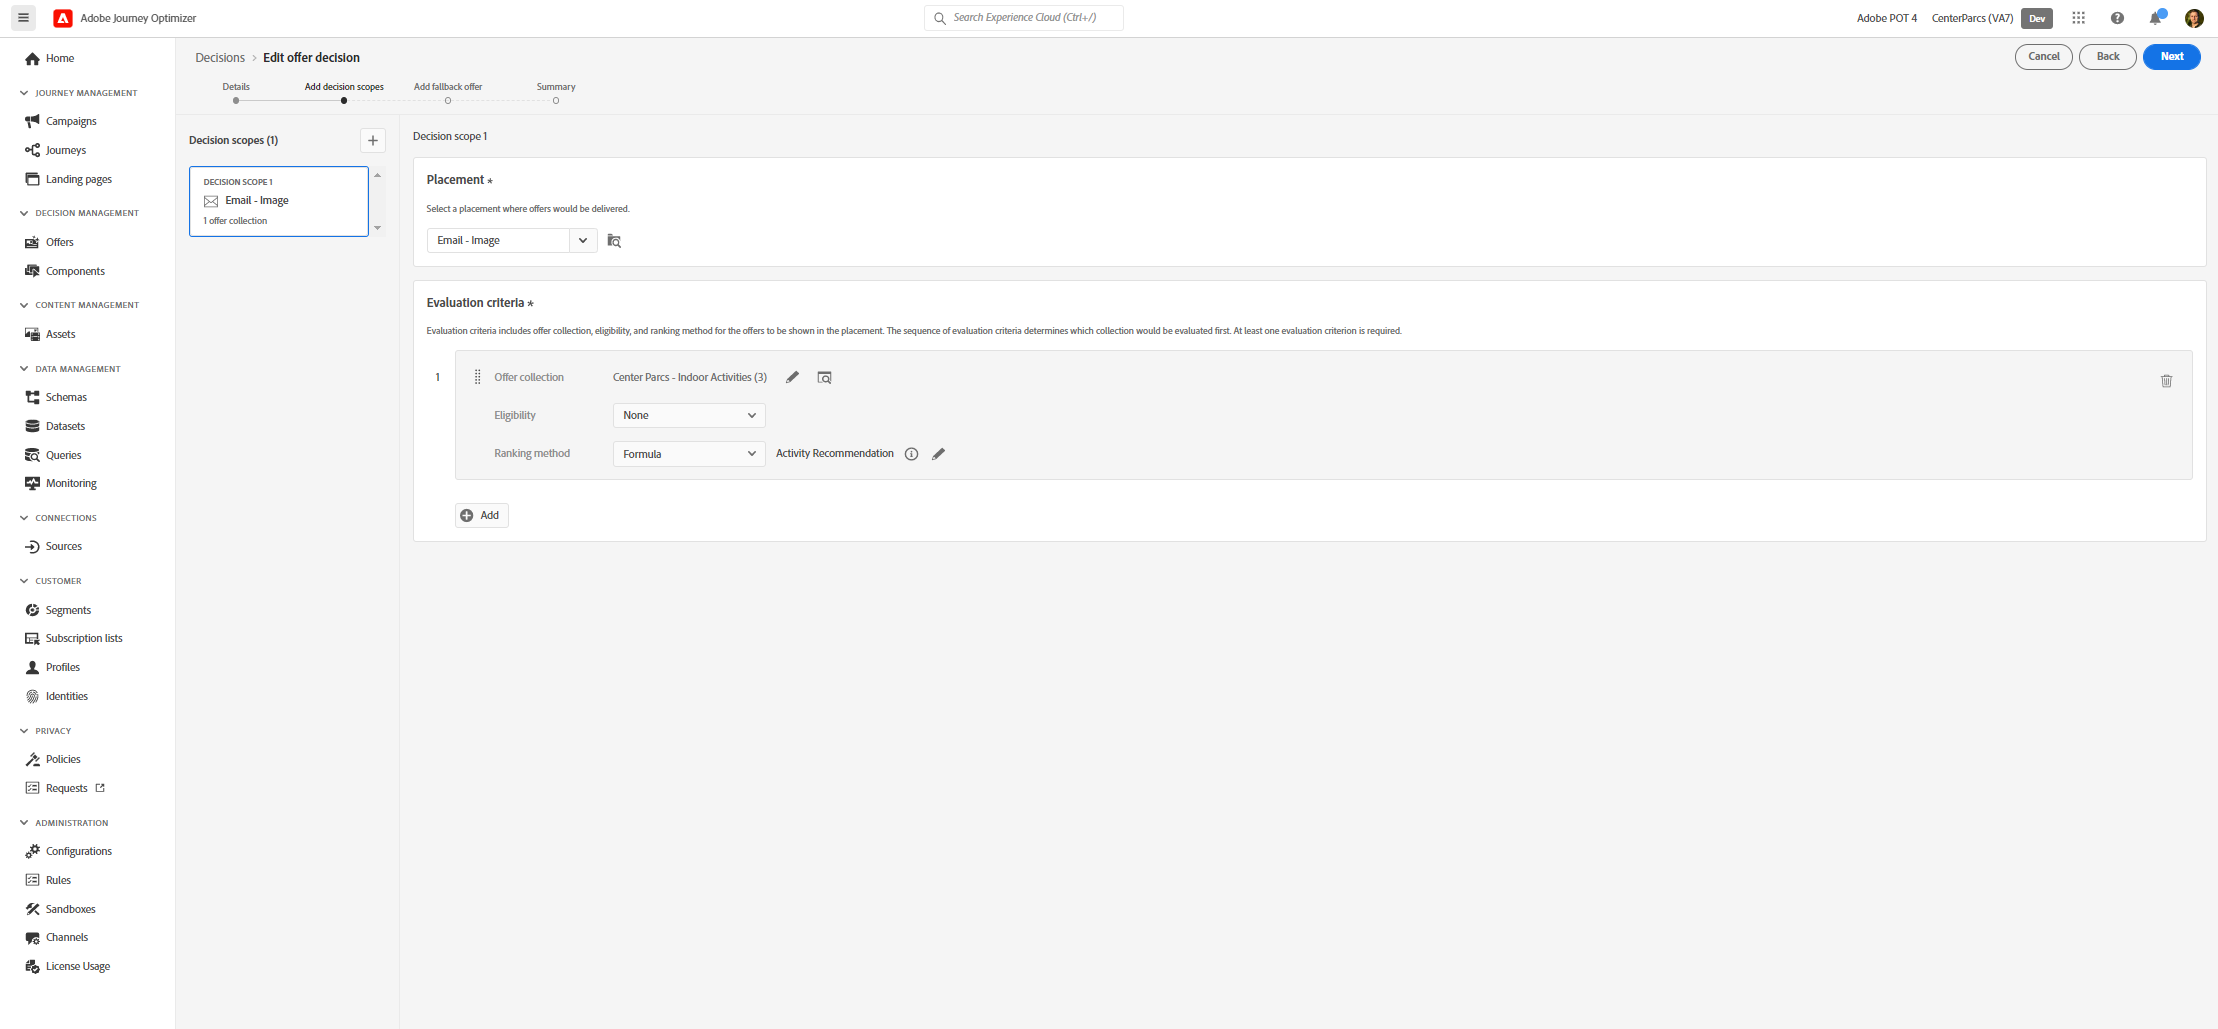 Adobe Journey Optimizer
Search Experience Cloud (Ctrl+/)
Adobe POT 4
CenterParcs (VA7)
Dev
Home
JOURNEY MANAGEMENT
Campaigns
Journeys
Landing pages
DECISION MANAGEMENT
Offers
Components
CONTENT MANAGEMENT
Assets
DATA MANAGEMENT
Schemas
Datasets
Queries
Monitoring
CONNECTIONS
Sources
CUSTOMER
Segments
Subscription lists
Profiles
Identities
PRIVACY
Policies
Requests
ADMINISTRATION
Configurations
Rules
Sandboxes
Channels
License Usage
Decisions > Edit offer decision
Cancel
Back
Next
Details
Add decision scopes
Add fallback offer
Summary
Decision scopes (1)
DECISION SCOPE 1
Email - Image
1 offer collection
Decision scope 1
Placement *
Select a placement where offers would be delivered.
Email - Image
Evaluation criteria *
Evaluation criteria includes offer collection, eligibility, and ranking method for the offers to be shown in the placement. The sequence of evaluation criteria determines which collection would be evaluated first. At least one evaluation criterion is required.
1
Offer collection
Center Parcs - Indoor Activities (3)
Eligibility
None
Ranking method
Formula
Activity Recommendation
Add